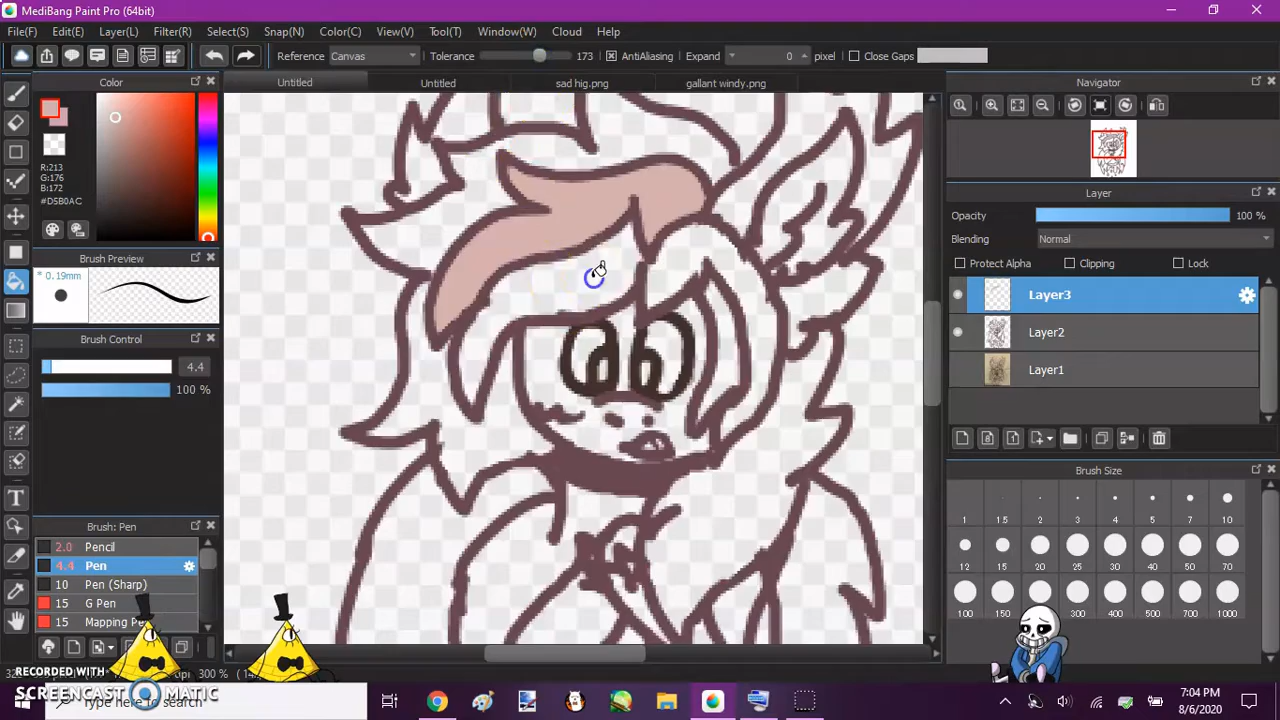 MediBang Paint Pro (64bit)
File(F) Edit(E) Layer(L) Filter(R) Select(S) Snap(N) Color(C) View(V) Tool(T) Window(W) Cloud Help
Reference Canvas Tolerance 173 AntiAliasing Expand 0 pixel Close Gaps
Color
Untitled Untitled sad hig.png gallant windy.png
Navigator
R:213
G:176
B:172
#D5B0AC
Layer
Opacity 100 %
Blending Normal
Protect Alpha Clipping Lock
Brush Preview
* 0.19mm
Layer3
Layer2
Layer1
Brush Control
4.4
100 %
Brush Size
1 1.5 2 3 4 5 7 10
12 15 20 25 30 40 50 70
100 150 200 300 400 500 700 1000
Brush: Pen
2.0 Pencil
4.4 Pen
10 Pen (Sharp)
15 G Pen
15 Mapping
300 %
RECORDED WITH
SCREENCAST MATIC
7:04 PM
8/6/2020